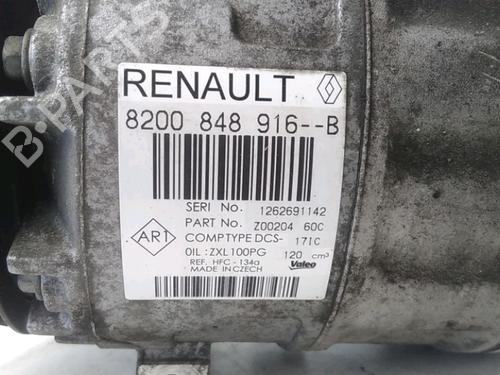 RENAULT
8200 848 916--B
SERI No. 1262691142
PART No. Z00204 60C
COMPTYPE DCS- 171C
OIL :ZXL100PG 120 cm³
REF. HFC - 134a
MADE IN CZECH
Valeo
ART
B-PARTS